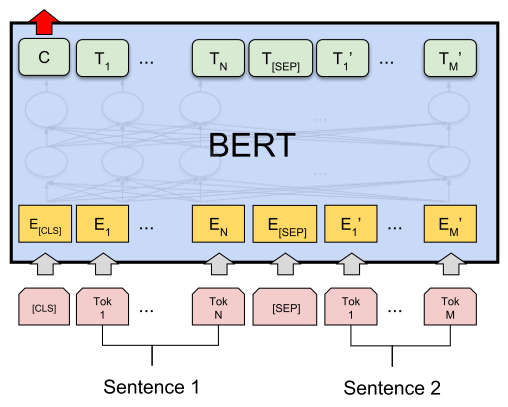 C T1 ... TN T[SEP] T1' ... TM'
...
BERT
...
E[CLS] E1 ... EN E[SEP] E1' ... EM'
[CLS] Tok 1 ... Tok N [SEP] Tok 1 ... Tok M
Sentence 1 Sentence 2